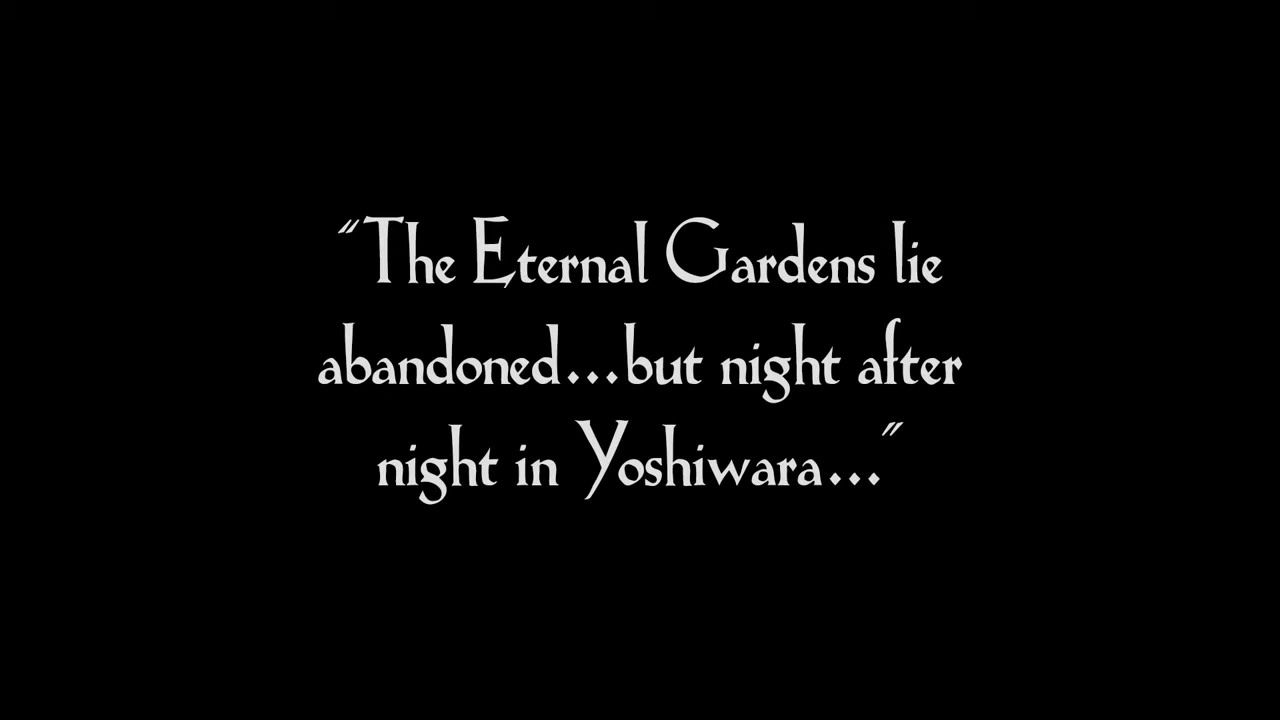 “The Eternal Gardens lie
abandoned...but night after
night in Yoshiwara...”